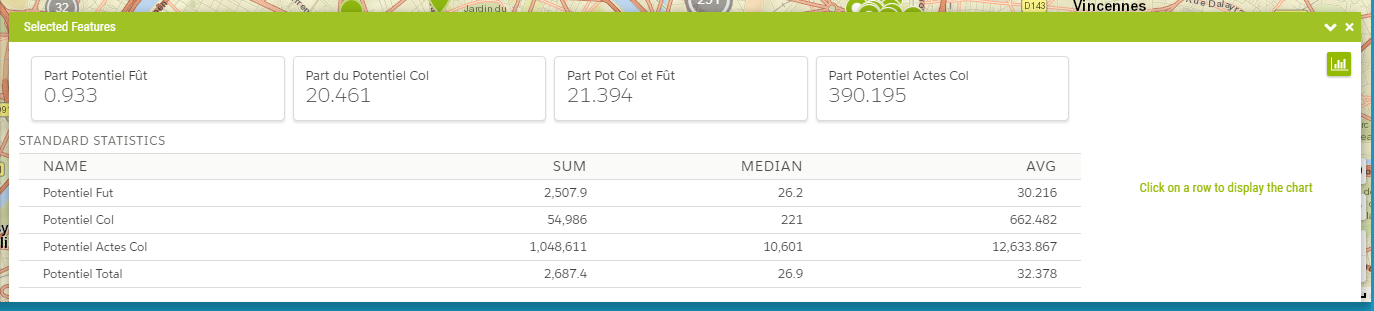 32
Jardin du
251
D143
Vincennes
Rue Dalayrac
Selected Features
Part Potentiel Fût
0.933
Part du Potentiel Col
20.461
Part Pot Col et Fût
21.394
Part Potentiel Actes Col
390.195
STANDARD STATISTICS
NAME SUM MEDIAN AVG
Potentiel Fut 2,507.9 26.2 30.216
Potentiel Col 54,986 221 662.482
Potentiel Actes Col 1,048,611 10,601 12,633.867
Potentiel Total 2,687.4 26.9 32.378
Click on a row to display the chart